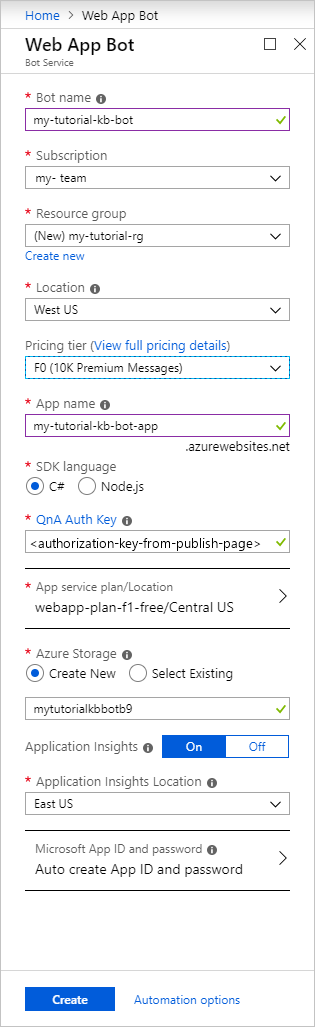 Home > Web App Bot
Web App Bot
Bot Service
* Bot name
my-tutorial-kb-bot
* Subscription
my- team
* Resource group
(New) my-tutorial-rg
Create new
* Location
West US
Pricing tier (View full pricing details)
F0 (10K Premium Messages)
* App name
my-tutorial-kb-bot-app
.azurewebsites.net
* SDK language
C# Node.js
* QnA Auth Key
<authorization-key-from-publish-page>
* App service plan/Location
webapp-plan-f1-free/Central US
* Azure Storage
Create New Select Existing
mytutorialkbbotb9
Application Insights On Off
* Application Insights Location
East US
Microsoft App ID and password
Auto create App ID and password
Create Automation options